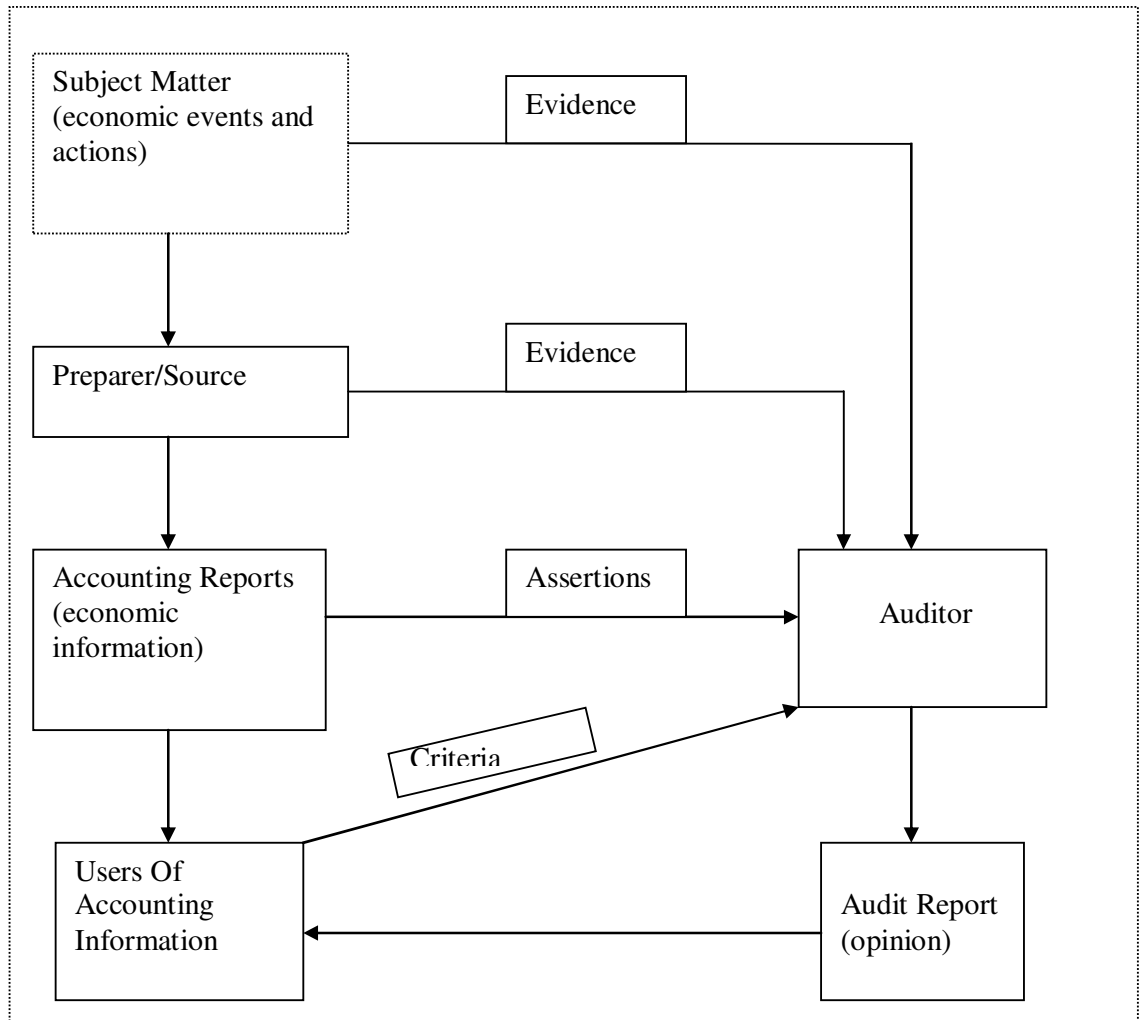 Subject Matter
(economic events and
actions)
Evidence
Preparer/Source
Evidence
Accounting Reports
(economic
information)
Assertions
Auditor
Criteria
Users Of
Accounting
Information
Audit Report
(opinion)